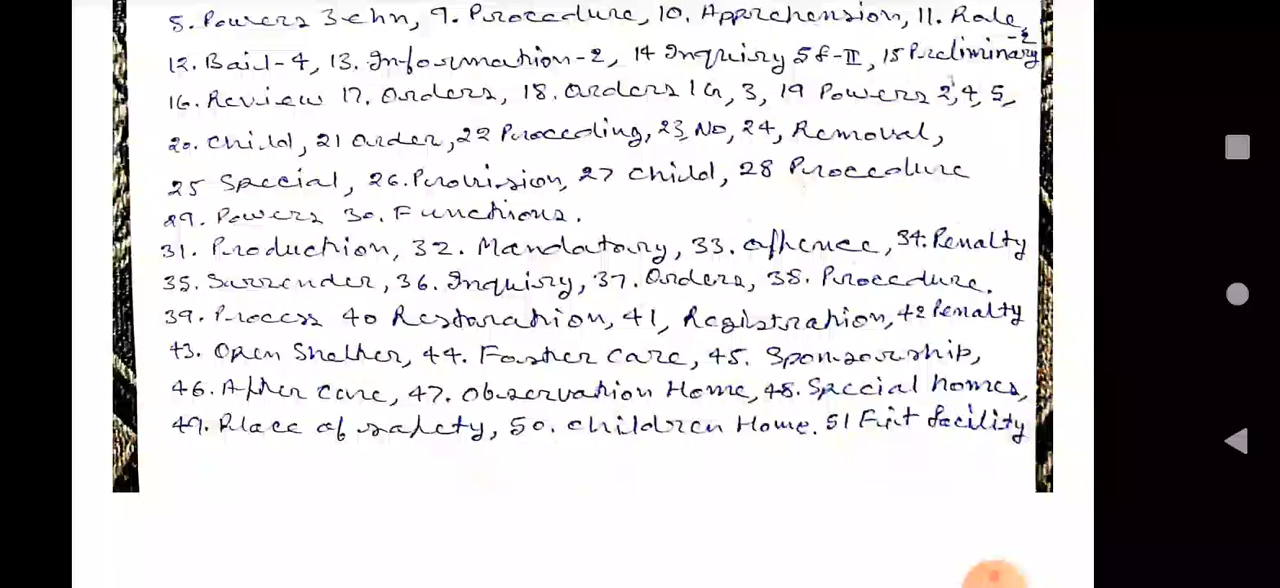 8. Powers 3 chn, 9. Procedure, 10. Apprehension, 11. Role
12. Bail-4, 13. Information-2, 14 Inquiry 5f-III, 15 Preliminary -2
16. Review 17. Orders, 18. Orders 1G, 3, 19 Powers 2, 4, 5,
20. Child, 21 Order, 22 Proceeding, 23 No, 24, Removal,
25 Special, 26. Provision, 27 Child, 28 Procedure
29. Powers 30. Functions.
31. Production, 32. Mandatory, 33. offence, 34. Penalty
35. Surrender, 36. Inquiry, 37. Orders, 38. Procedure.
39. Process 40 Restoration, 41, Registration, 42 Penalty
43. Open Shelter, 44. Foster care, 45. Sponsorship,
46. After care, 47. Observation Home, 48. Special homes,
49. Place of safety, 50. children Home. 51 Fit facility